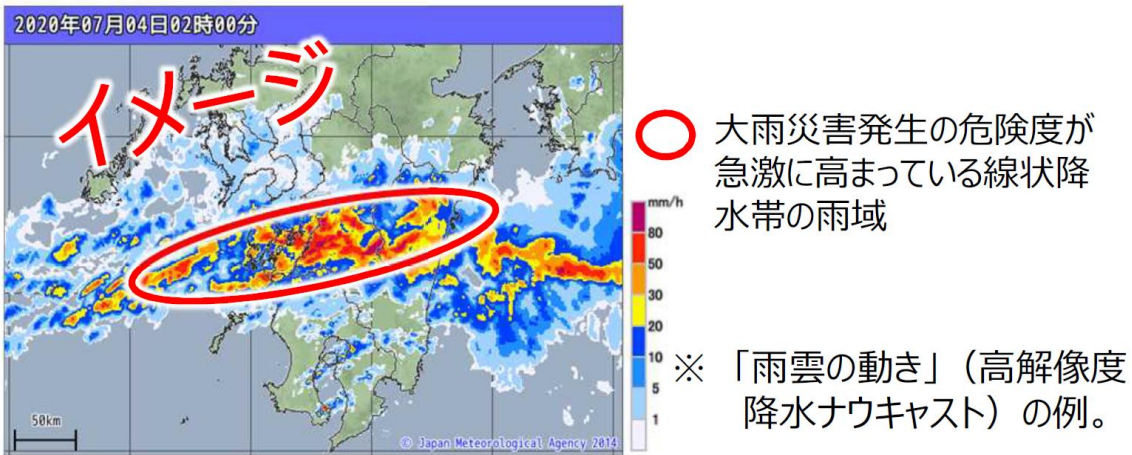 2020年07月04日02時00分
イメージ
大雨災害発生の危険度が
急激に高まっている線状降
水帯の雨域
mm/h
80
50
30
20
10
5
1
※ 「雨雲の動き」（高解像度
降水ナウキャスト）の例。
50km
© Japan Meteorological Agency 2014